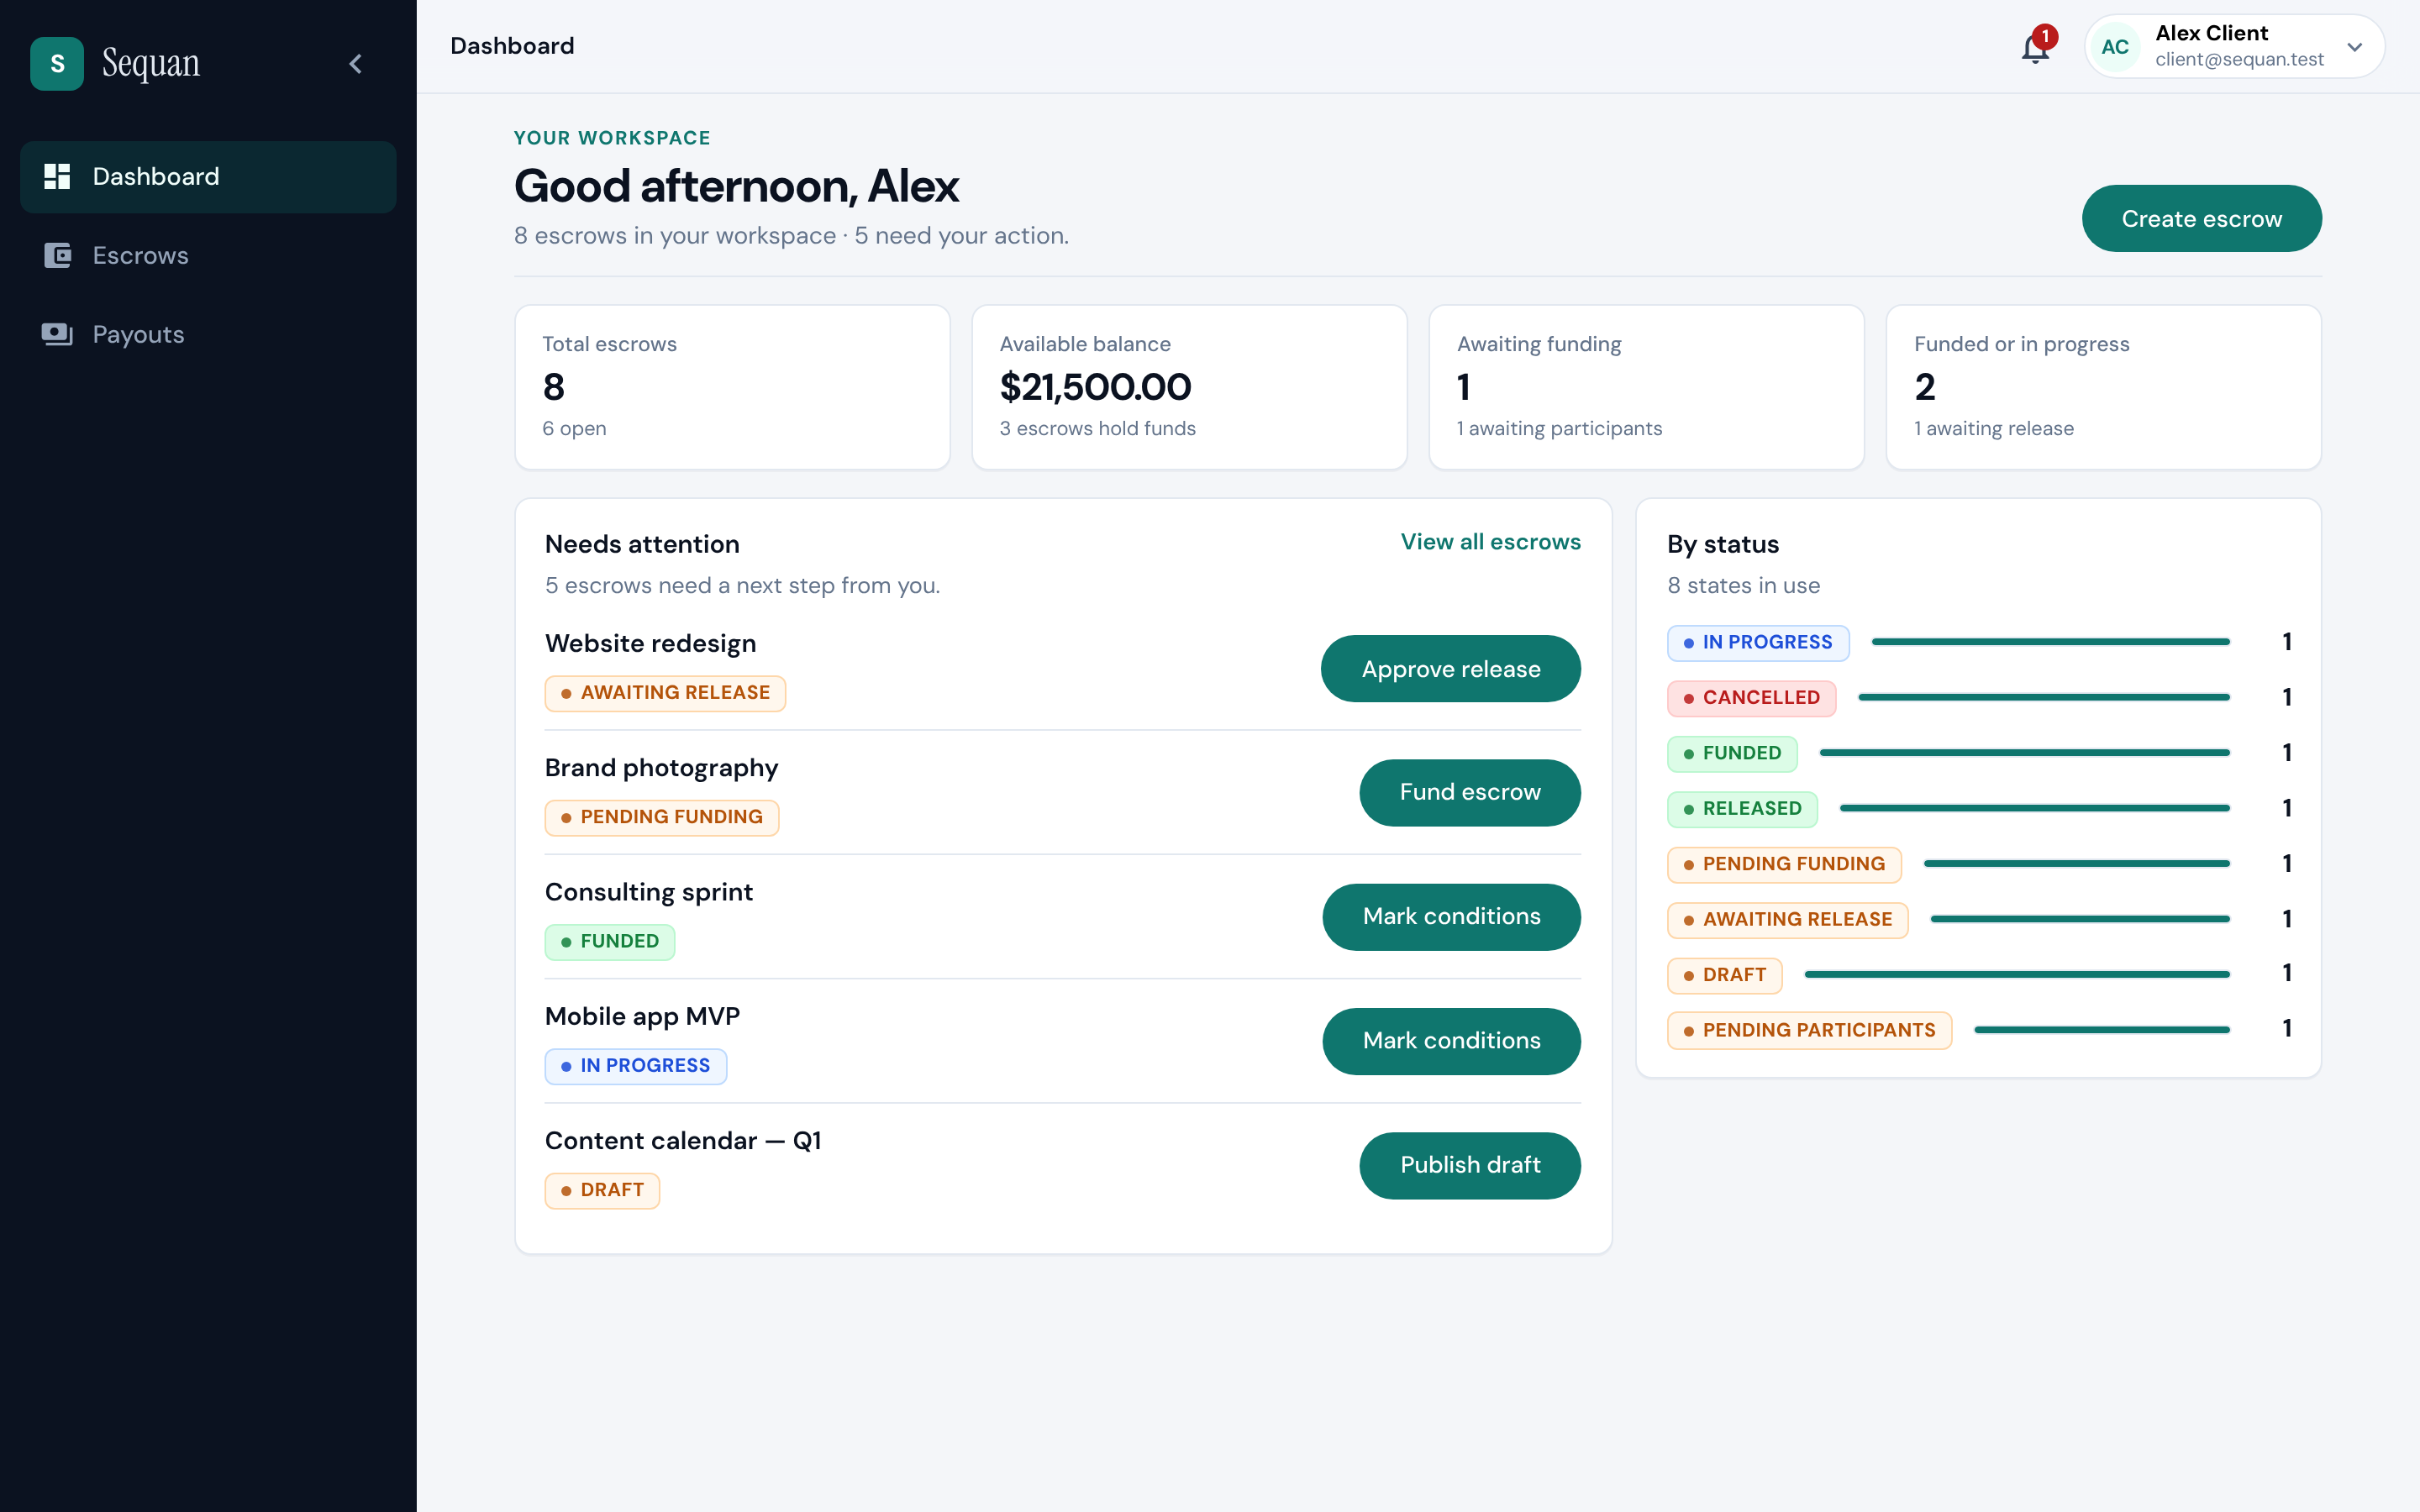 S
Sequan
Dashboard
Escrows
Payouts
Dashboard
1
AC
Alex Client
client@sequan.test
YOUR WORKSPACE
Good afternoon, Alex
8 escrows in your workspace · 5 need your action.
Create escrow
Total escrows
8
6 open
Available balance
$21,500.00
3 escrows hold funds
Awaiting funding
1
1 awaiting participants
Funded or in progress
2
1 awaiting release
Needs attention
View all escrows
5 escrows need a next step from you.
Website redesign
AWAITING RELEASE
Approve release
Brand photography
PENDING FUNDING
Fund escrow
Consulting sprint
FUNDED
Mark conditions
Mobile app MVP
IN PROGRESS
Mark conditions
Content calendar — Q1
DRAFT
Publish draft
By status
8 states in use
IN PROGRESS 1
CANCELLED 1
FUNDED 1
RELEASED 1
PENDING FUNDING 1
AWAITING RELEASE 1
DRAFT 1
PENDING PARTICIPANTS 1